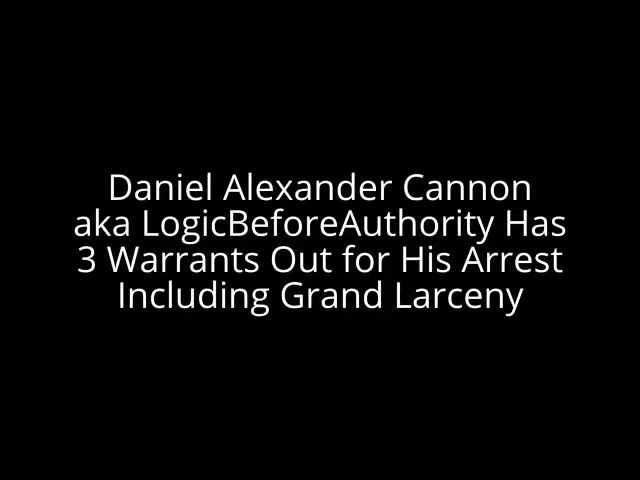 Daniel Alexander Cannon
aka LogicBeforeAuthority Has
3 Warrants Out for His Arrest
Including Grand Larceny